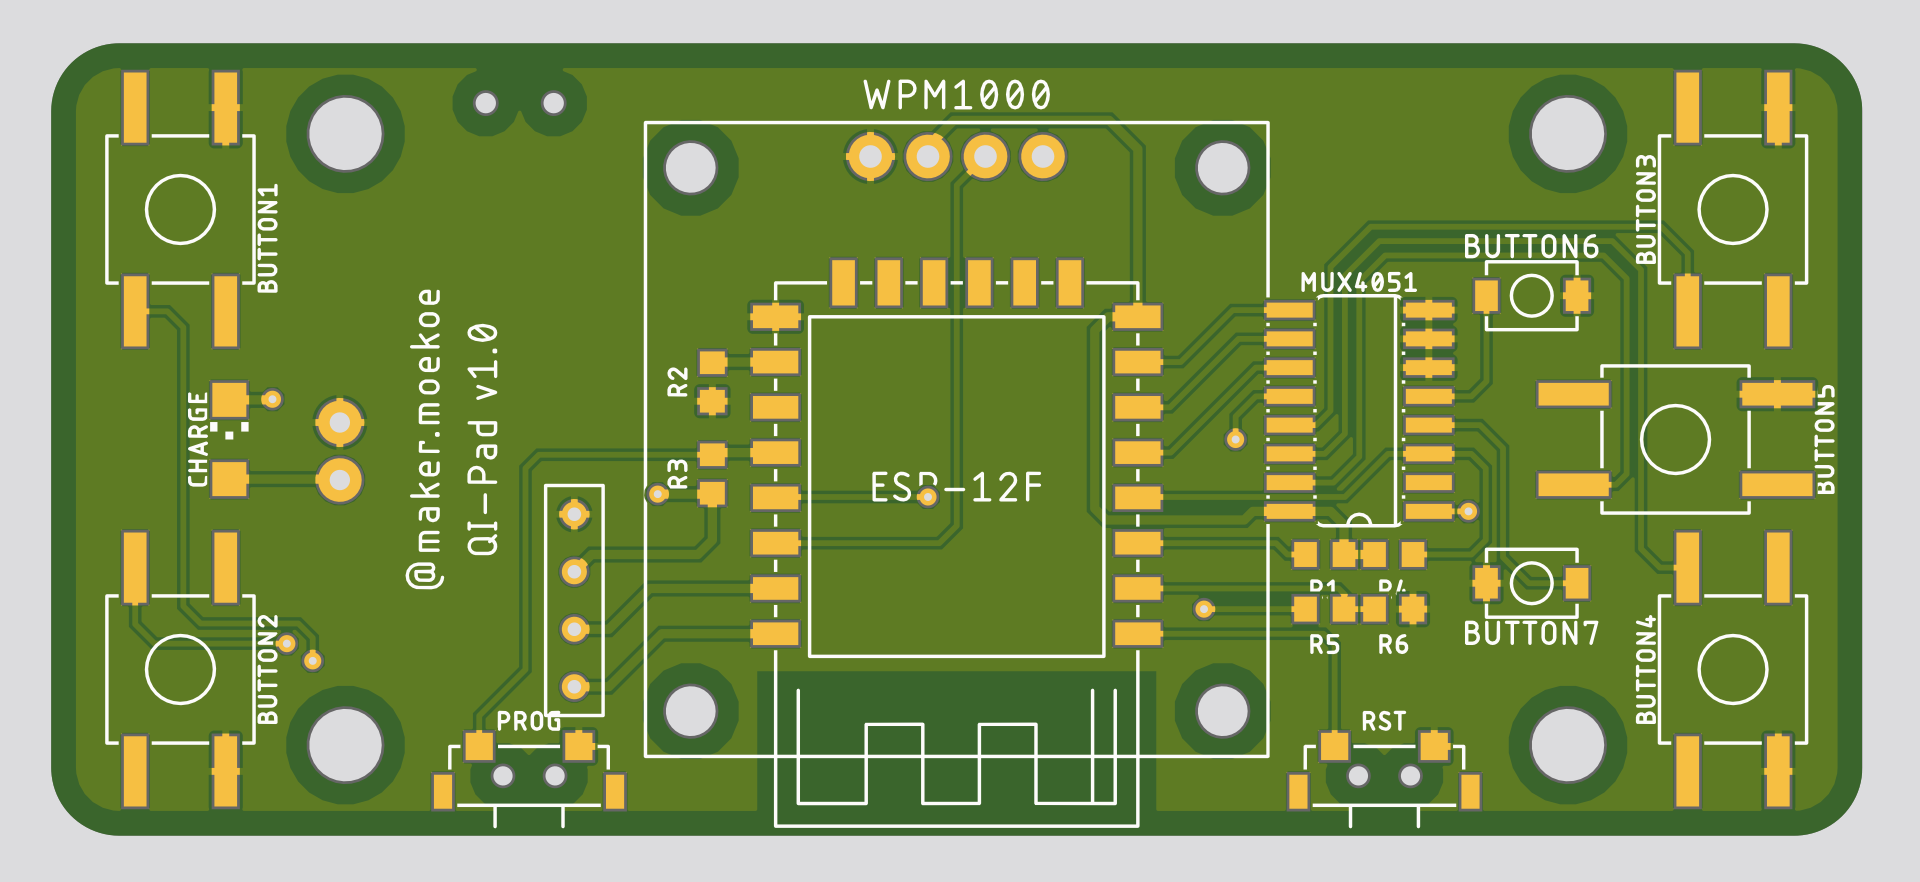 WPM1000
BUTTON1
BUTTON3
BUTTON6
MUX4051
@maker.moekoe
QI-Pad v1.0
R2
CHARGE
BUTTON5
R3
ESP-12F
R1
R4
BUTTON2
BUTTON7
BUTTON4
R5
R6
PROG
RST